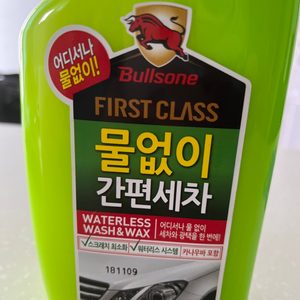 어디서나
물없이!
Bullsone
FIRST CLASS
물없이
간편세차
WATERLESS
WASH & WAX
어디서나 물 없이
세차와 광택을 한 번에!
스크래치 최소화
워터리스 시스템
카나우바 포함
181109